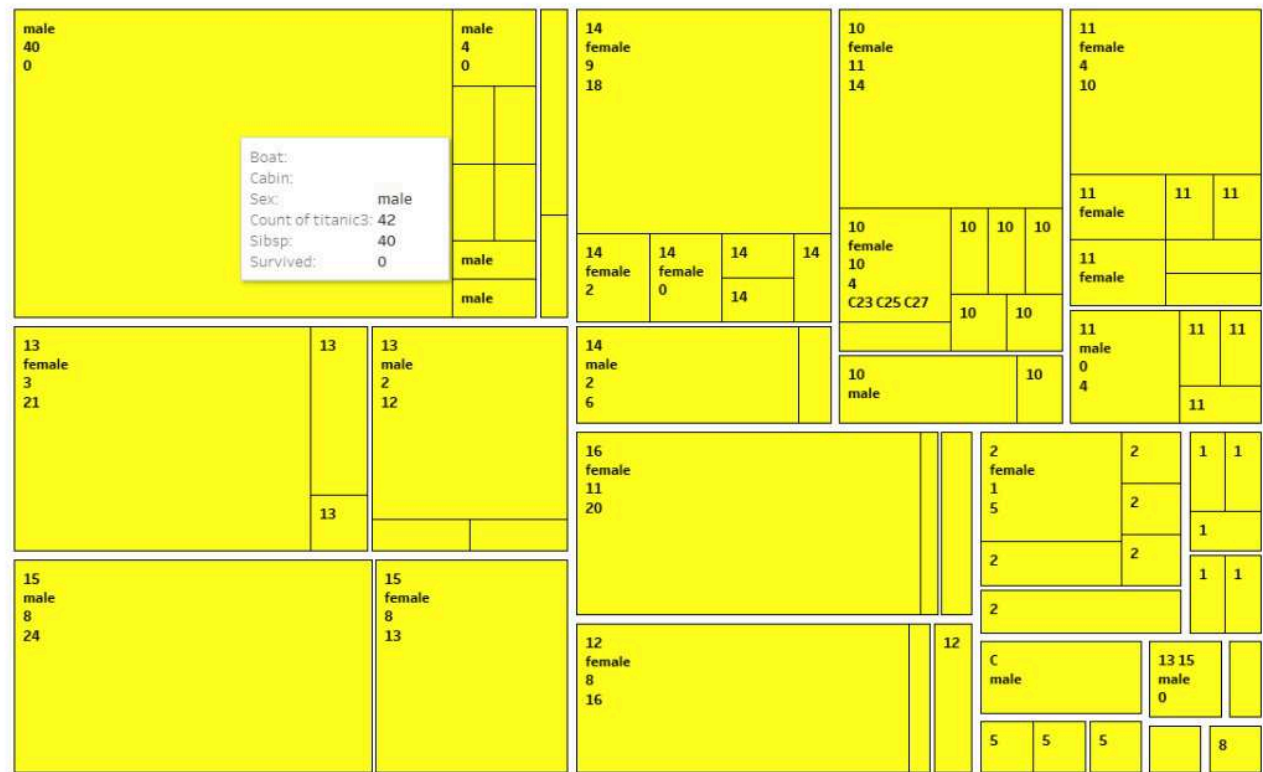 male
40
0
male
4
0
male
male
Boat:
Cabin:
Sex: male
Count of titanic3: 42
Sibsp: 40
Survived: 0
14
female
9
18
14
female
2
14
female
0
14
14
14
14
male
2
6
10
female
11
14
10
female
10
4
C23 C25 C27
10
10
10
10
10
10
male
10
11
female
4
10
11
female
11
11
11
female
11
male
0
4
11
11
11
13
female
3
21
13
13
13
male
2
12
15
male
8
24
15
female
8
13
16
female
11
20
12
female
8
16
12
2
female
1
5
2
2
2
2
2
1
1
1
1
1
C
male
13 15
male
0
5
5
5
8